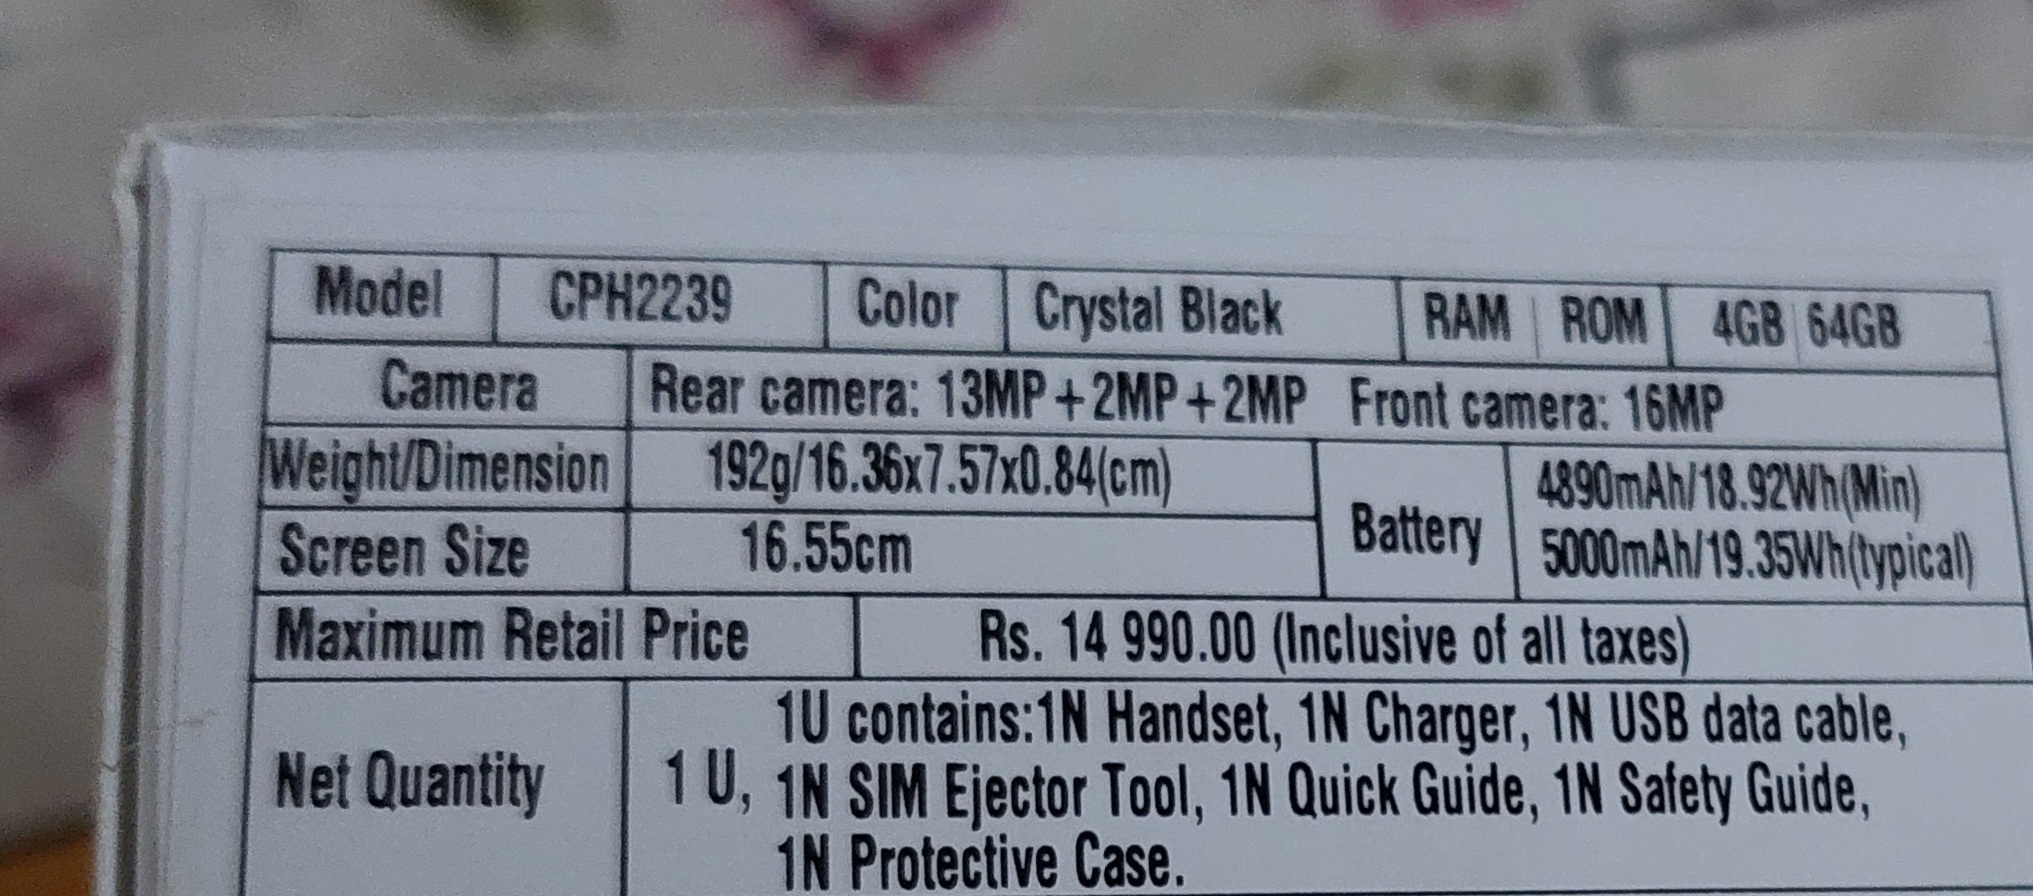 Model CPH2239 Color Crystal Black RAM | ROM 4GB | 64GB
Camera Rear camera: 13MP+2MP+2MP Front camera: 16MP
Weight/Dimension 192g/16.36x7.57x0.84(cm)
Screen Size 16.55cm
Battery
4890mAh/18.92Wh(Min)
5000mAh/19.35Wh(typical)
Maximum Retail Price Rs. 14 990.00 (Inclusive of all taxes)
Net Quantity 1 U,
1U contains:1N Handset, 1N Charger, 1N USB data cable,
1N SIM Ejector Tool, 1N Quick Guide, 1N Safety Guide,
1N Protective Case.